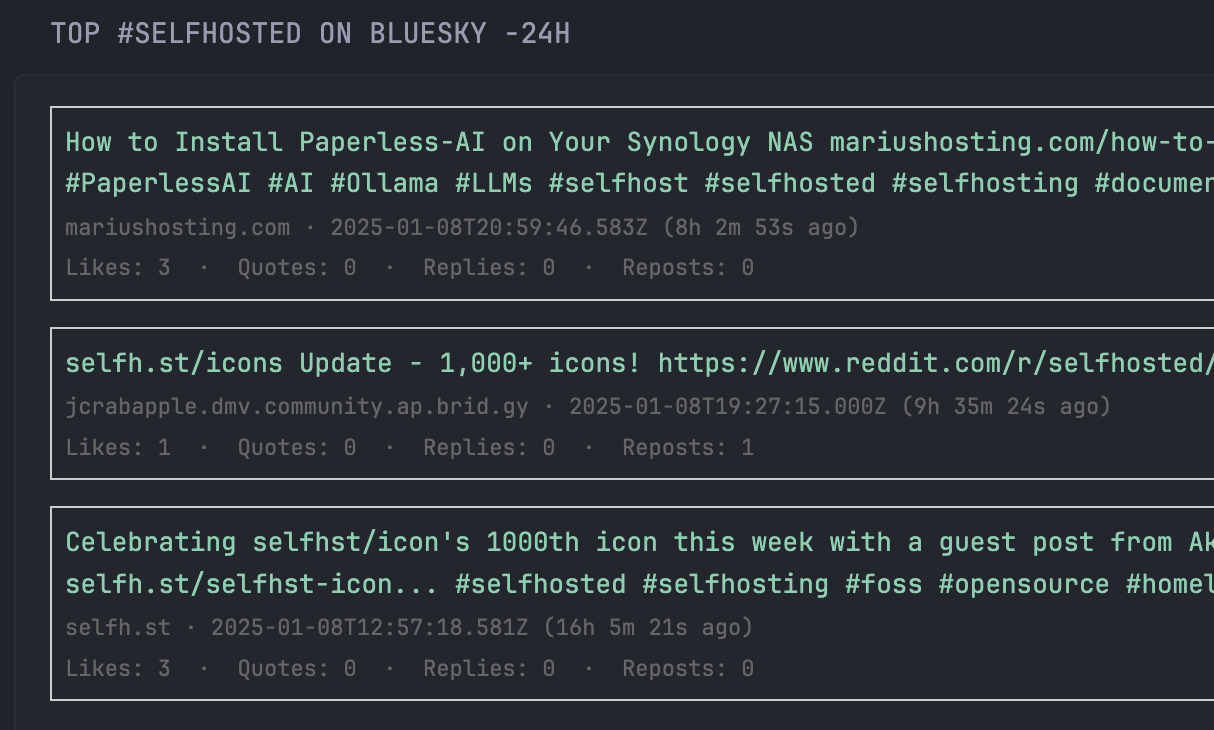 TOP #SELFHOSTED ON BLUESKY -24H
How to Install Paperless-AI on Your Synology NAS mariushosting.com/how-to-
#PaperlessAI #AI #Ollama #LLMs #selfhost #selfhosted #selfhosting #documen
mariushosting.com · 2025-01-08T20:59:46.583Z (8h 2m 53s ago)
Likes: 3 · Quotes: 0 · Replies: 0 · Reposts: 0
selfh.st/icons Update - 1,000+ icons! https://www.reddit.com/r/selfhosted/
jcrabapple.dmv.community.ap.brid.gy · 2025-01-08T19:27:15.000Z (9h 35m 24s ago)
Likes: 1 · Quotes: 0 · Replies: 0 · Reposts: 1
Celebrating selfhst/icon's 1000th icon this week with a guest post from Ak
selfh.st/selfhst-icon... #selfhosted #selfhosting #foss #opensource #homel
selfh.st · 2025-01-08T12:57:18.581Z (16h 5m 21s ago)
Likes: 3 · Quotes: 0 · Replies: 0 · Reposts: 0